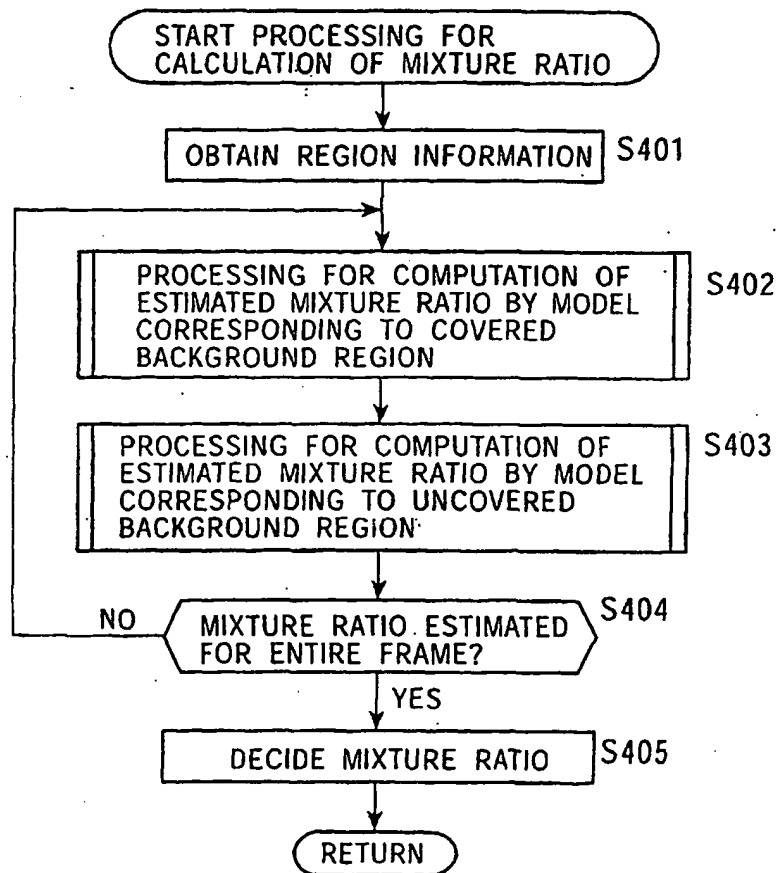 START PROCESSING FOR
CALCULATION OF MIXTURE RATIO
OBTAIN REGION INFORMATION
S401
PROCESSING FOR COMPUTATION OF
ESTIMATED MIXTURE RATIO BY MODEL
CORRESPONDING TO COVERED
BACKGROUND REGION
S402
PROCESSING FOR COMPUTATION OF
ESTIMATED MIXTURE RATIO BY MODEL
CORRESPONDING TO UNCOVERED
BACKGROUND REGION
S403
NO
MIXTURE RATIO ESTIMATED
FOR ENTIRE FRAME?
S404
YES
DECIDE MIXTURE RATIO
S405
RETURN